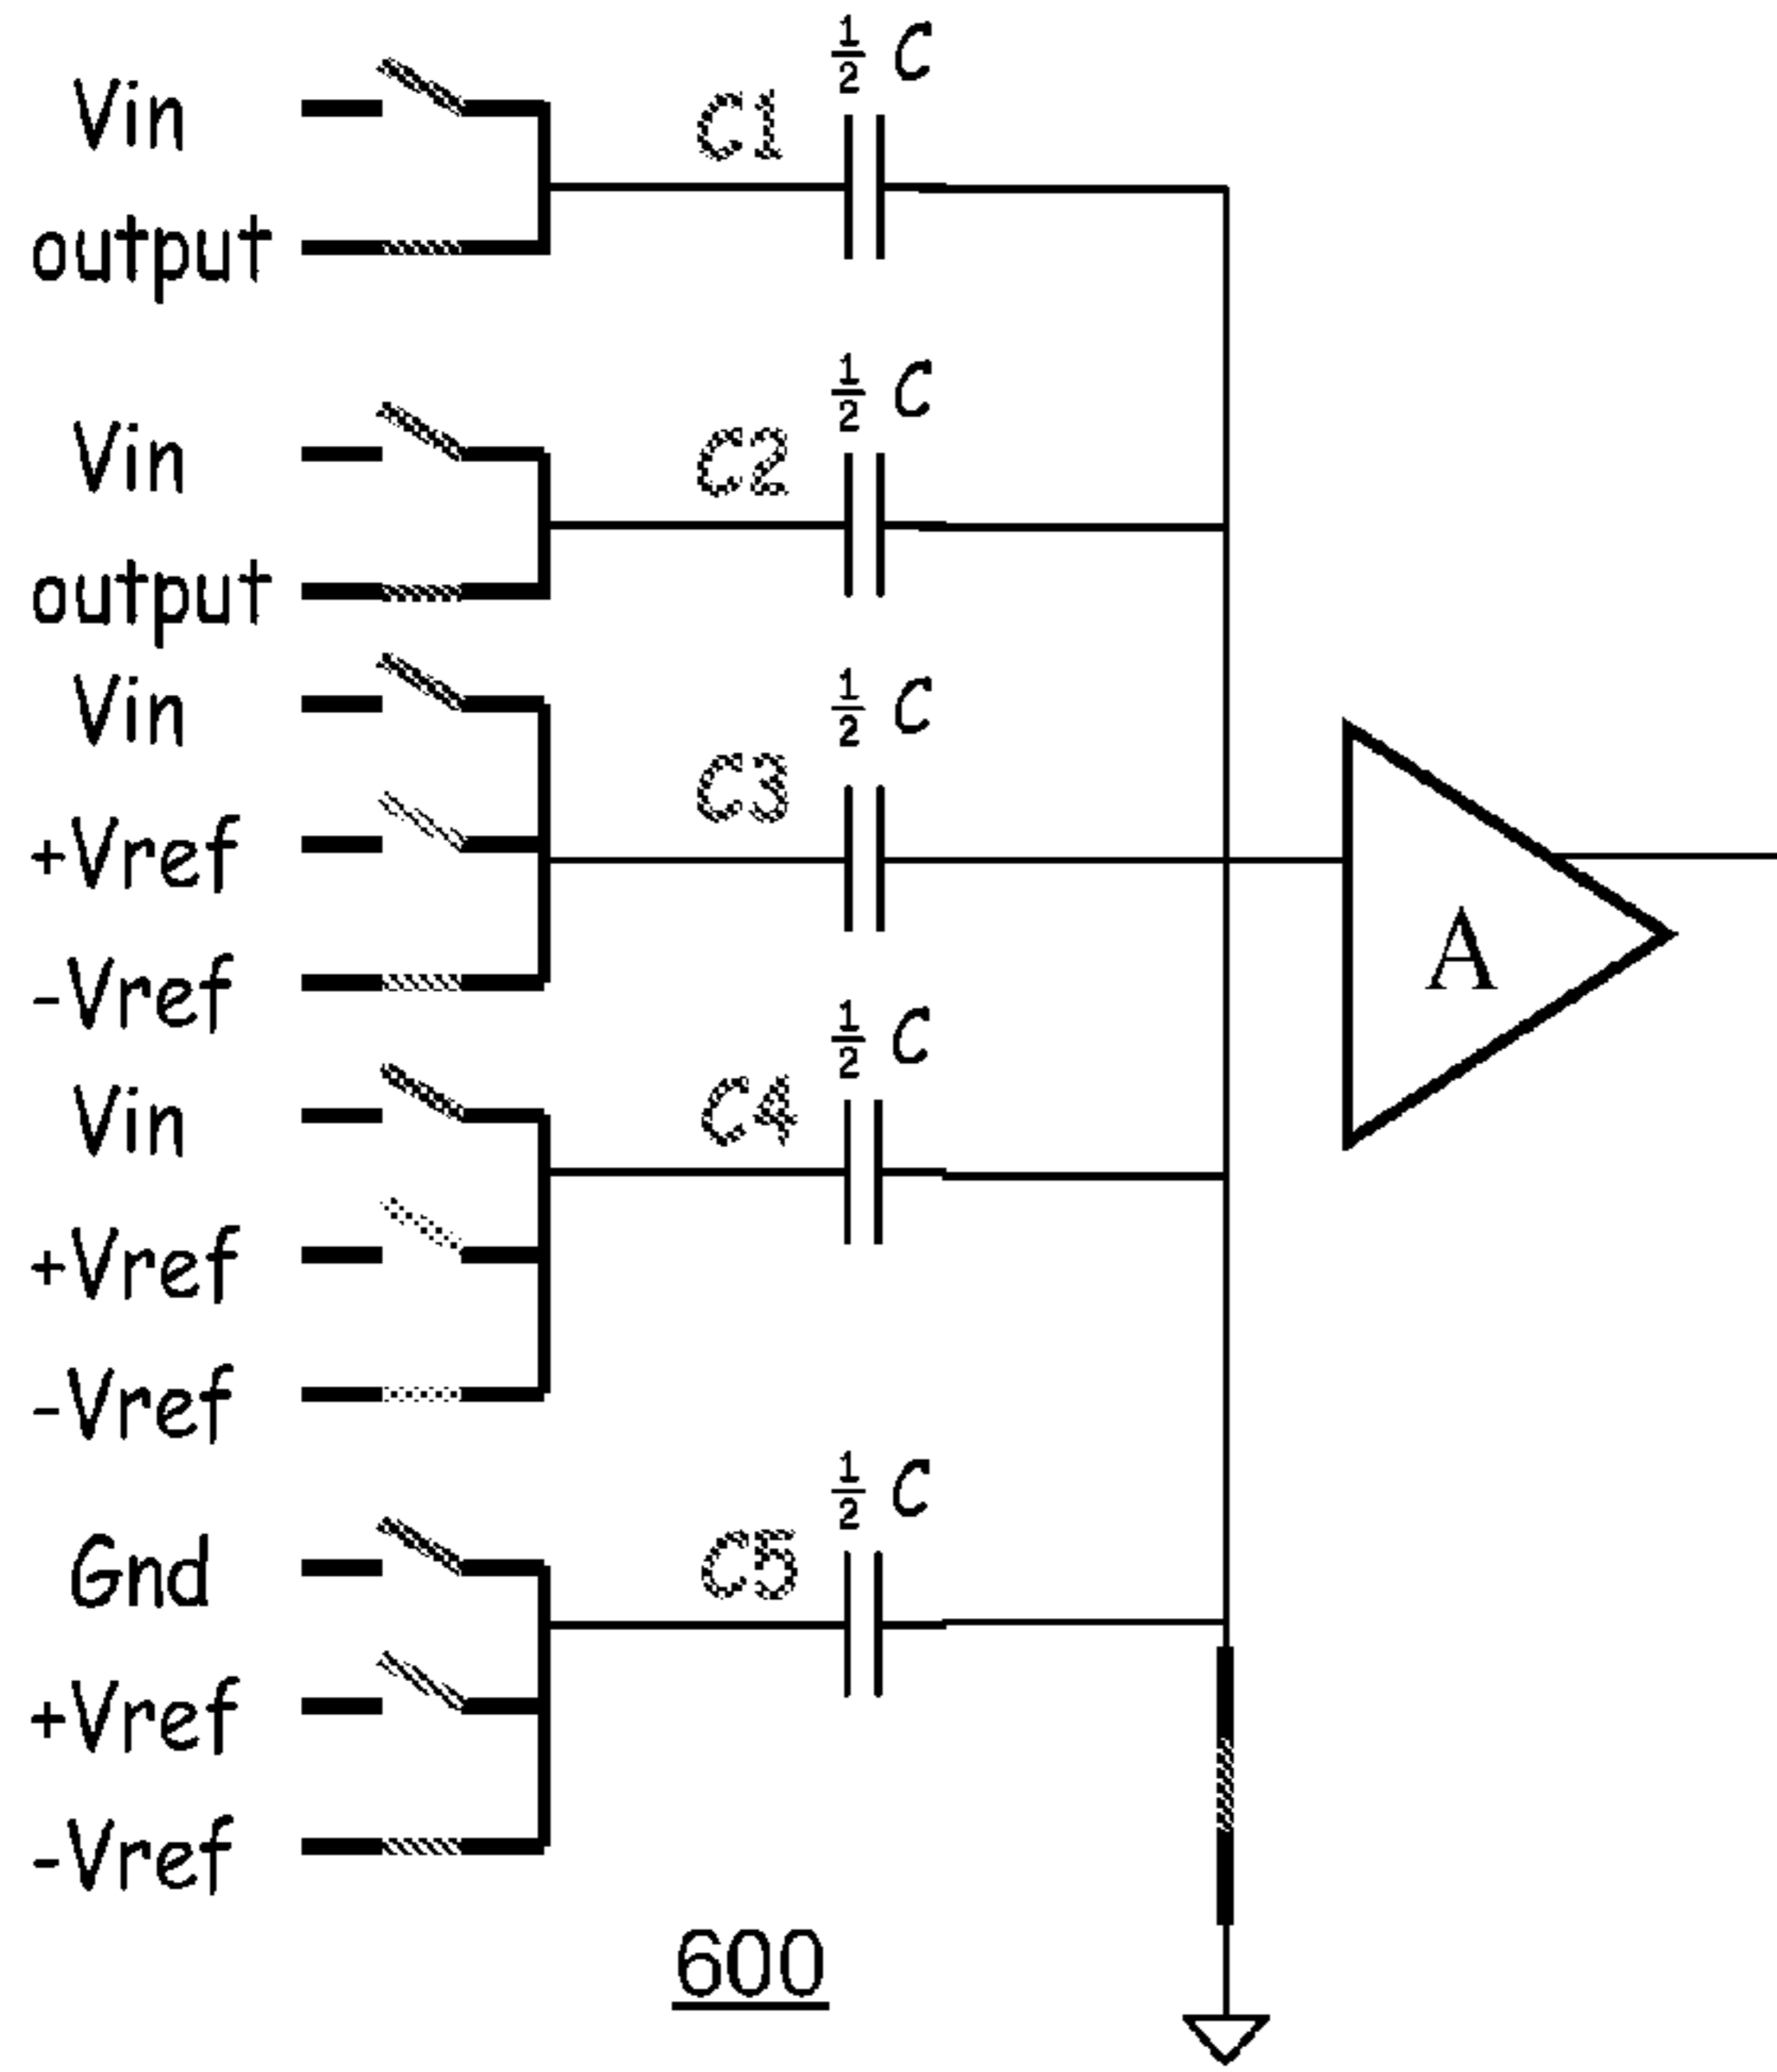 Vin
output
C1
½ C
Vin
output
C2
½ C
Vin
+Vref
-Vref
C3
½ C
Vin
+Vref
-Vref
C4
½ C
Gnd
+Vref
-Vref
C5
½ C
A
600